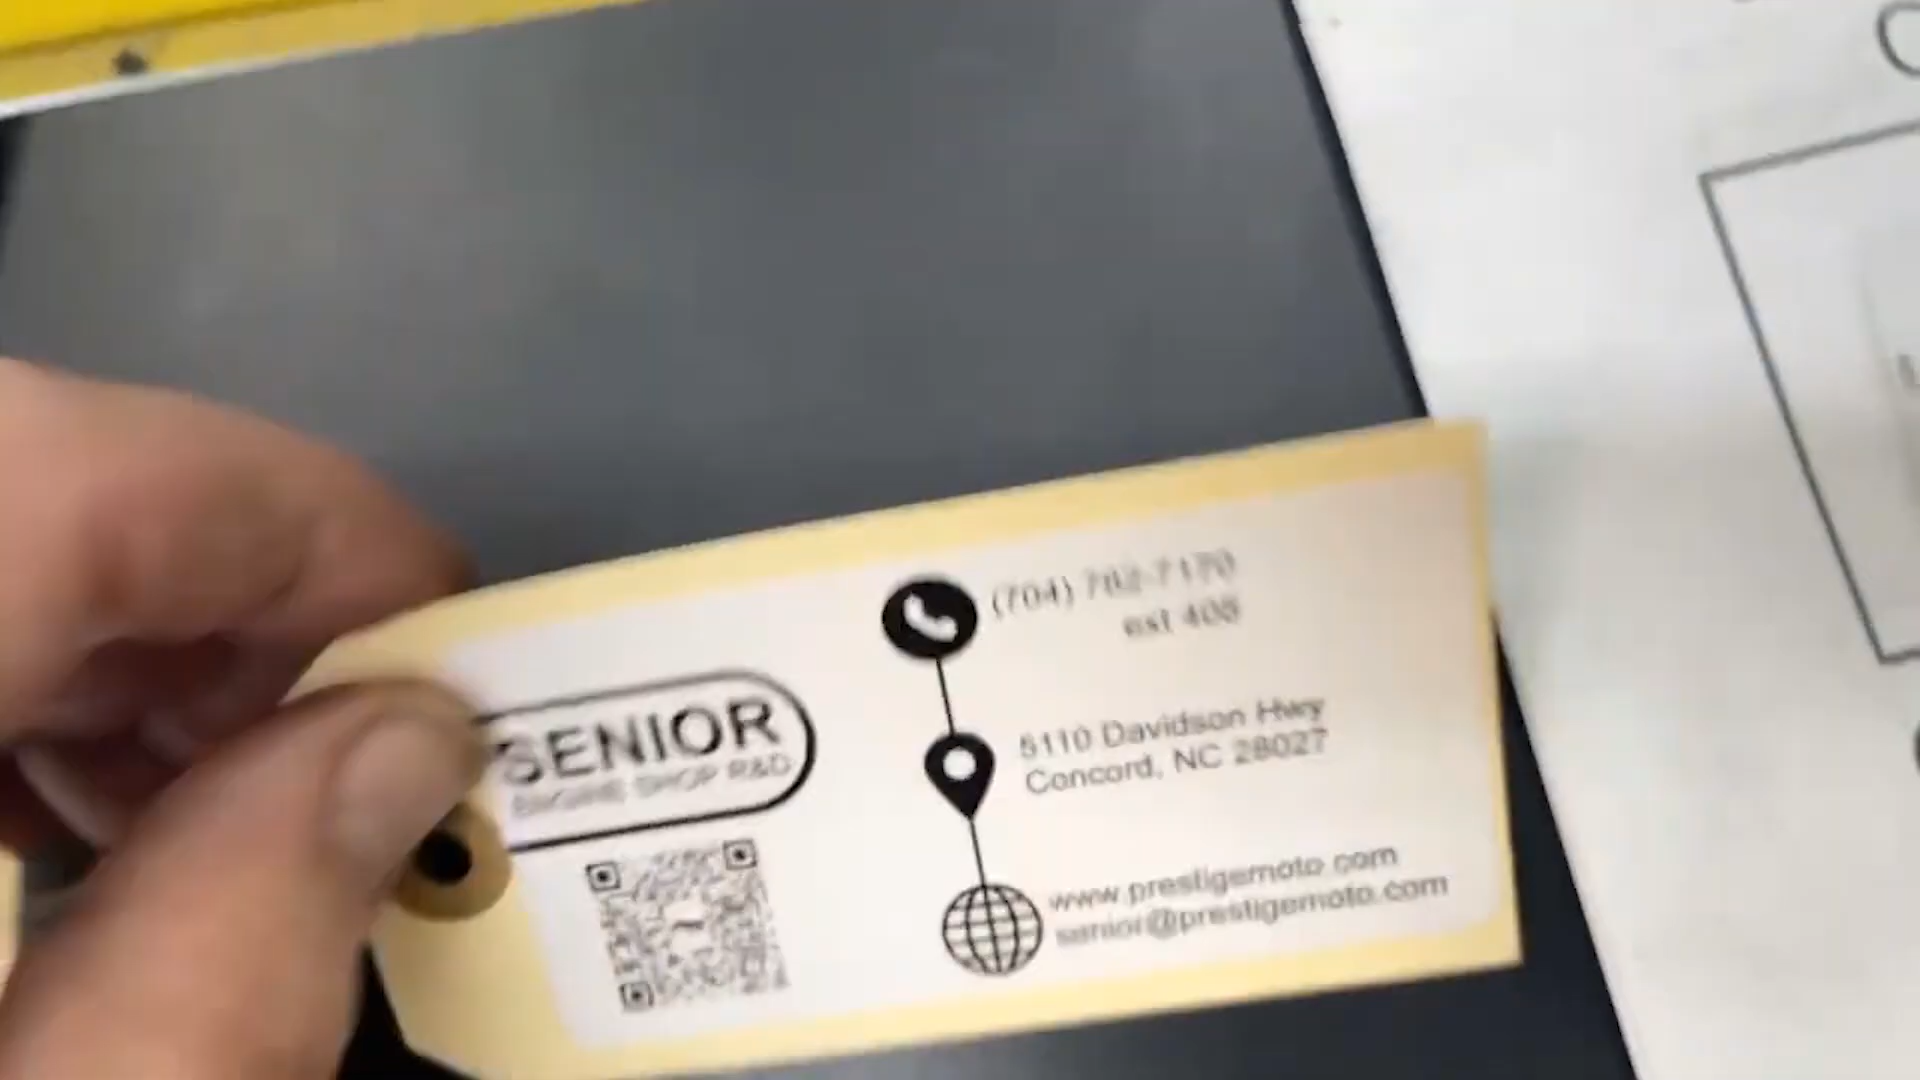 SENIOR
ENGINE SHOP R&D
(704) 782-7170
ext 408
5110 Davidson Hwy
Concord, NC 28027
www.prestigemoto.com
senior@prestigemoto.com